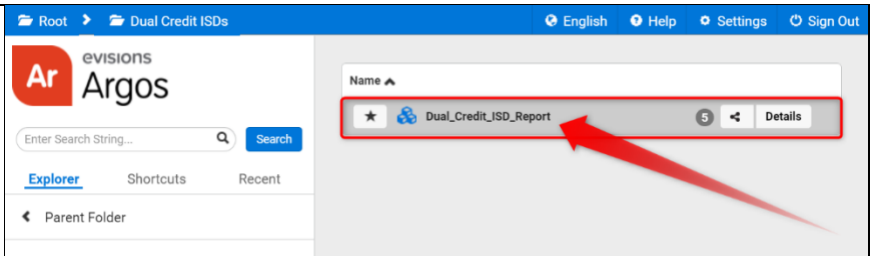 Root Dual Credit ISDs English Help Settings Sign Out
Ar evisions Argos
Name
Dual_Credit_ISD_Report 5 Details
Enter Search String... Search
Explorer Shortcuts Recent
Parent Folder